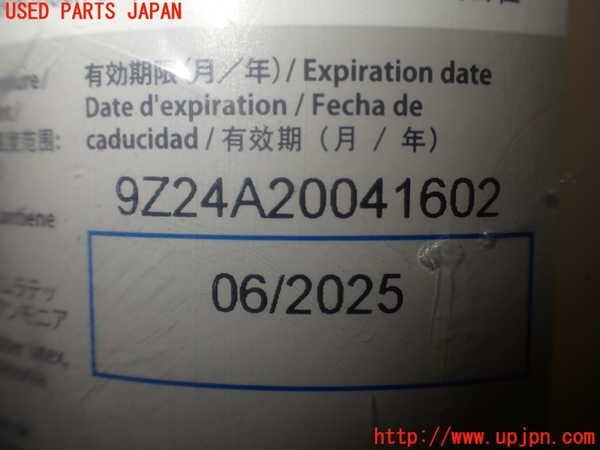 USED PARTS JAPAN
有効期限(月／年)/ Expiration date
Date d'expiration / Fecha de
caducidad / 有效期 ( 月 / 年 )
9Z24A20041602
06/2025
http://www.upjpn.com